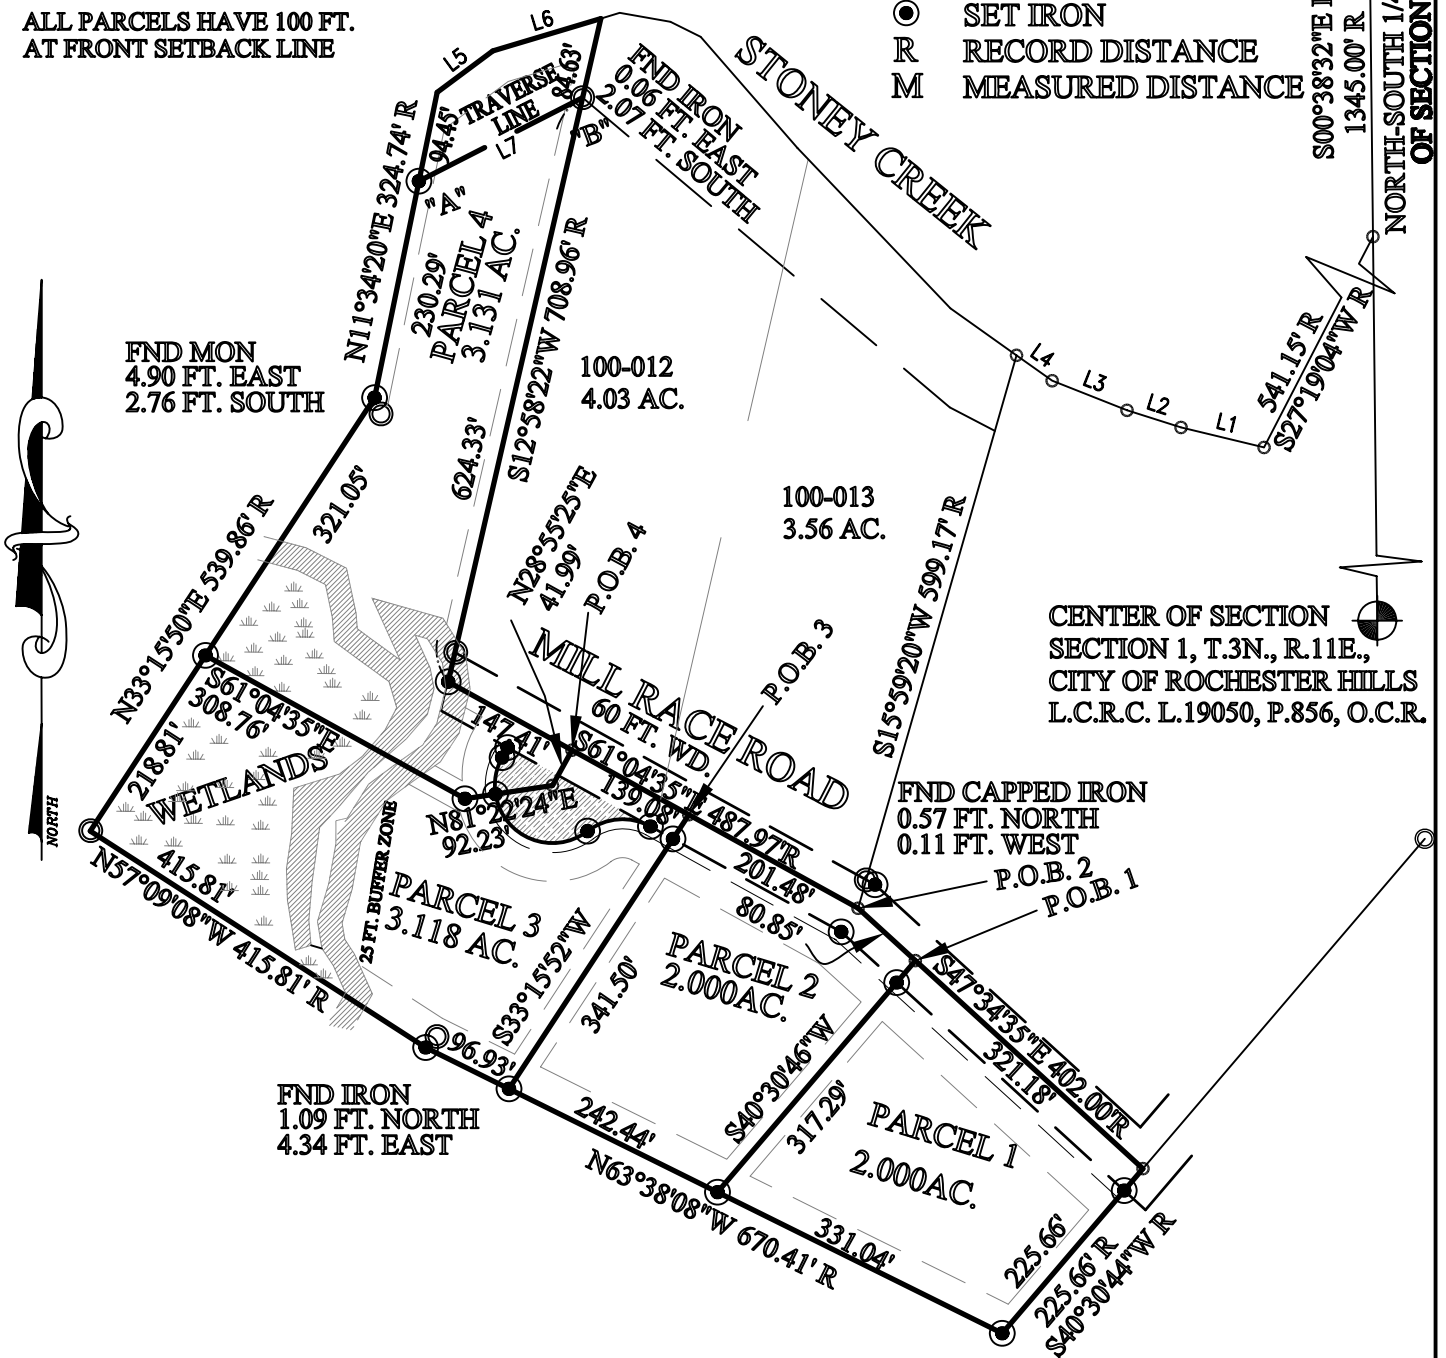 ALL PARCELS HAVE 100 FT.
AT FRONT SETBACK LINE
SET IRON
R RECORD DISTANCE
M MEASURED DISTANCE
S00°38'32"E
1345.00' R
NORTH-SOUTH 1/
OF SECTION
L6
L5
TRAVERSE
LINE
L7
94.45'
84.63'
"A"
"B"
FND IRON
0.06 FT. EAST
2.07 FT. SOUTH
STONEY CREEK
N11°34'20"E 324.74' R
230.29'
PARCEL 4
3.131 AC.
S12°58'22"W 708.96' R
624.33'
FND MON
4.90 FT. EAST
2.76 FT. SOUTH
100-012
4.03 AC.
100-013
3.56 AC.
L4
L3
L2
L1
541.15' R
S27°19'04"W R
S15°59'20"W 599.17' R
N33°15'50"E 539.86' R
321.05'
218.81'
N28°55'25"E
41.99'
P.O.B. 4
P.O.B. 3
MILL RACE ROAD
60 FT. WD.
CENTER OF SECTION
SECTION 1, T.3N., R.11E.,
CITY OF ROCHESTER HILLS
L.C.R.C. L.19050, P.856, O.C.R.
S61°04'35"E
308.76'
WETLANDS
147.41'
S61°04'35"E 487.97'R
139.08'
N81°22'24"E
92.23'
201.48'
80.85'
FND CAPPED IRON
0.57 FT. NORTH
0.11 FT. WEST
P.O.B. 2
P.O.B. 1
NORTH
25 FT. BUFFER ZONE
415.81'
N57°09'08"W 415.81' R
PARCEL 3
3.118 AC.
S33°15'52"W
341.50'
PARCEL 2
2.000AC.
S47°34'35"E 402.00'R
321.18'
S40°30'46"W
317.29'
96.93'
FND IRON
1.09 FT. NORTH
4.34 FT. EAST
242.44'
N63°38'08"W 670.41' R
331.04'
PARCEL 1
2.000AC.
225.66'
225.66' R
S40°30'44"W R